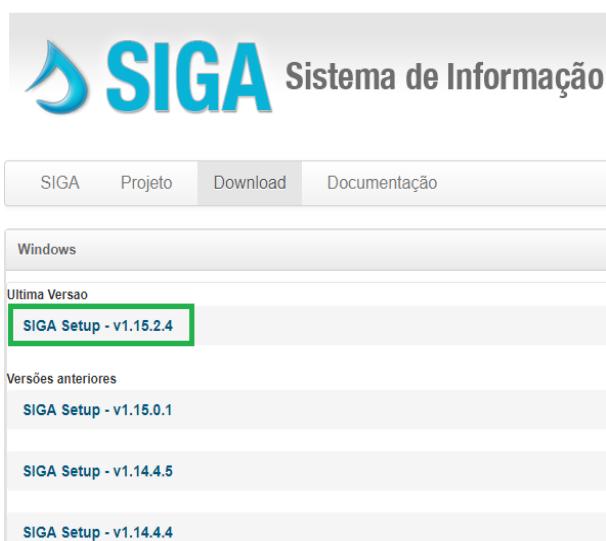 SIGA Sistema de Informação
SIGA Projeto Download Documentação
Windows
Ultima Versao
SIGA Setup - v1.15.2.4
Versões anteriores
SIGA Setup - v1.15.0.1
SIGA Setup - v1.14.4.5
SIGA Setup - v1.14.4.4